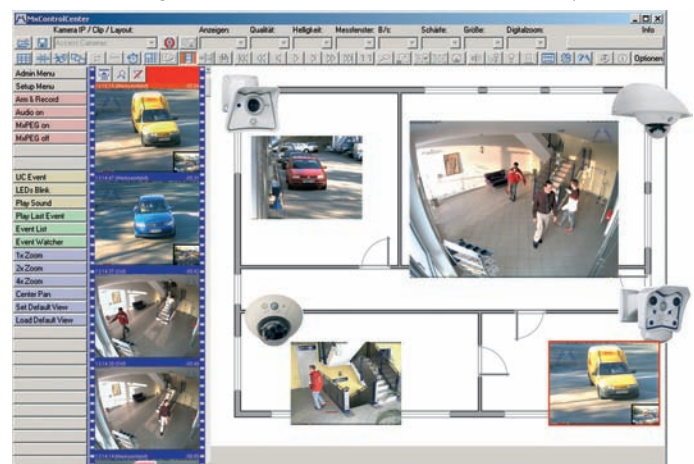 MxControlCenter
Kamera IP / Clip / Layout: Anzeigen: Qualität: Helligkeit: Messfenster: B/s: Schärfe: Größe: Digitalzoom: Info
Access Cameras
Optionen
Admin Menu
Setup Menu
Arm & Record
Audio on
MxPEG on
MxPEG off
UC Event
LEDs Blink
Play Sound
Play Last Event
Event List
Event Watcher
1x Zoom
2x Zoom
4x Zoom
Center Pan
Set Default View
Load Default View